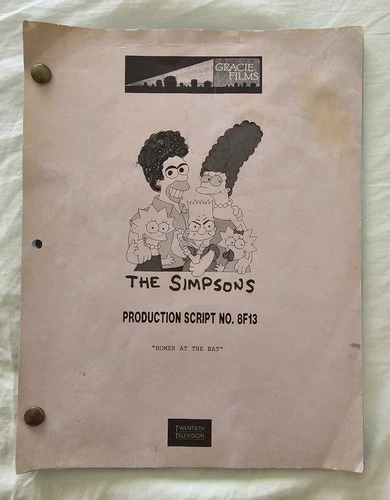 GRACIE
FILMS
THE SIMPSONS
PRODUCTION SCRIPT NO. 8F13
"HOMER AT THE BAT"
TWENTIETH
TELEVISION